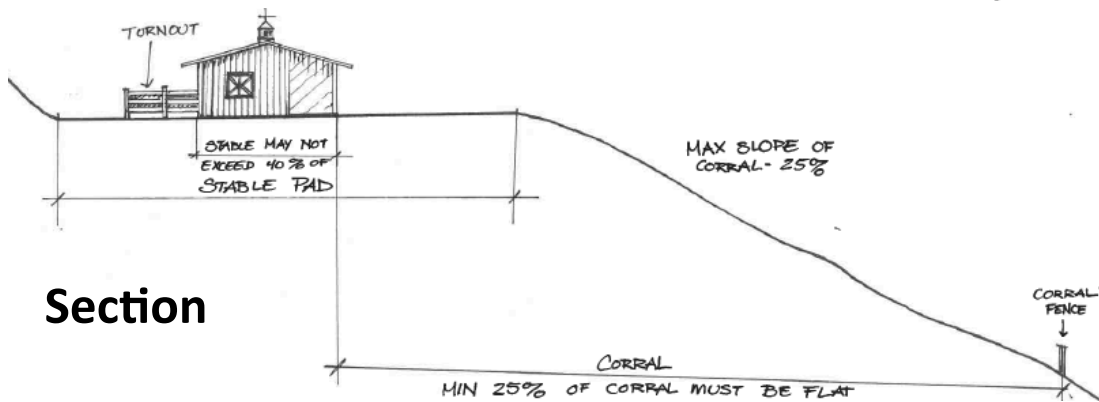 TURNOUT
STABLE MAY NOT
EXCEED 40% OF
STABLE PAD
MAX SLOPE OF
CORRAL - 25%
Section
CORRAL
FENCE
CORRAL
MIN 25% OF CORRAL MUST BE FLAT